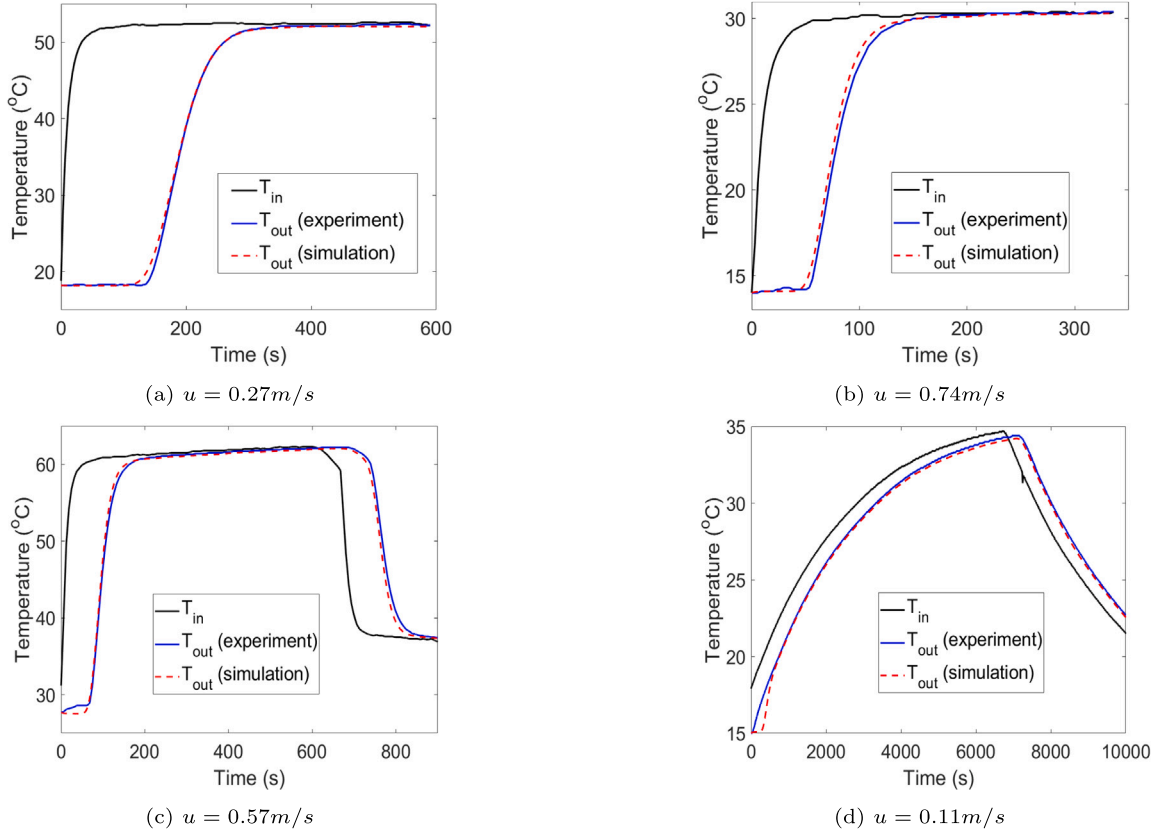 50
40
30
20
Temperature (°C)
T_in
T_out (experiment)
T_out (simulation)
0 200 400 600
Time (s)
(a) u = 0.27m/s
30
25
20
15
Temperature (°C)
T_in
T_out (experiment)
T_out (simulation)
0 100 200 300
Time (s)
(b) u = 0.74m/s
60
50
40
30
Temperature (°C)
T_in
T_out (experiment)
T_out (simulation)
0 200 400 600 800
Time (s)
(c) u = 0.57m/s
35
30
25
20
15
Temperature (°C)
T_in
T_out (experiment)
T_out (simulation)
0 2000 4000 6000 8000 10000
Time (s)
(d) u = 0.11m/s